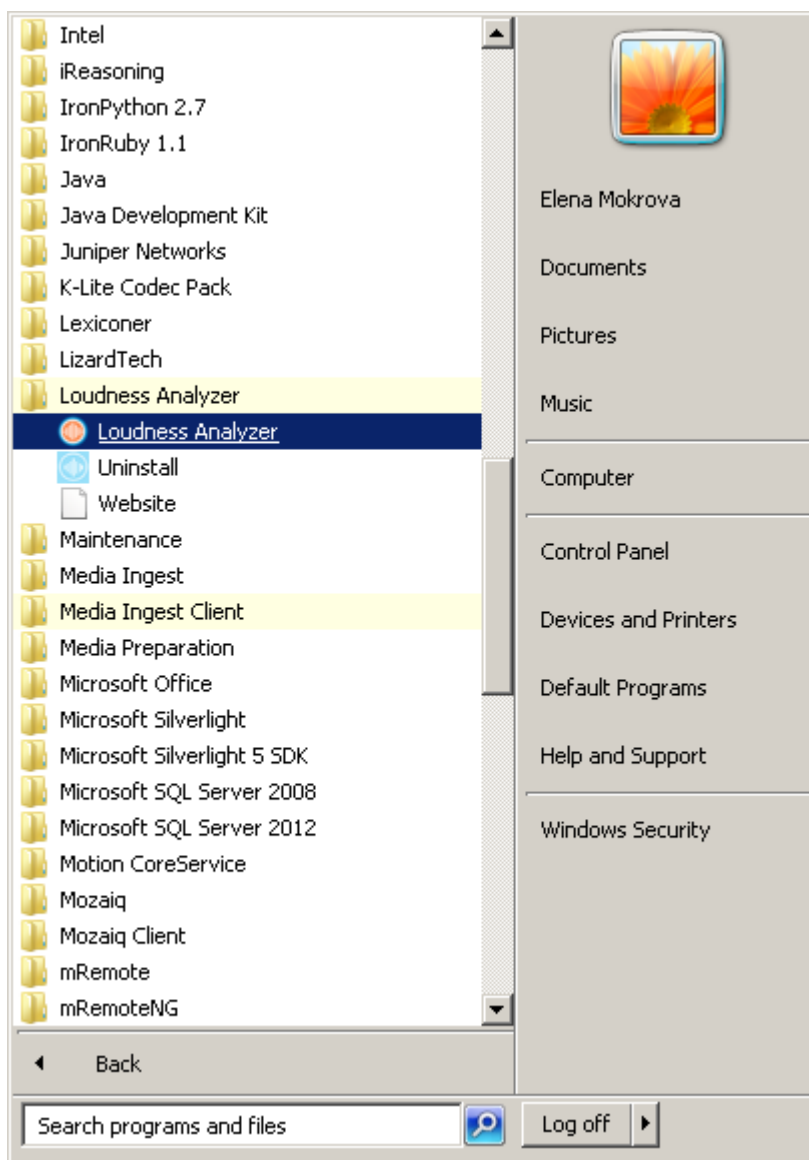 Intel
iReasoning
IronPython 2.7
IronRuby 1.1
Java
Java Development Kit
Juniper Networks
K-Lite Codec Pack
Lexiconer
LizardTech
Loudness Analyzer
Loudness Analyzer
Uninstall
Website
Maintenance
Media Ingest
Media Ingest Client
Media Preparation
Microsoft Office
Microsoft Silverlight
Microsoft Silverlight 5 SDK
Microsoft SQL Server 2008
Microsoft SQL Server 2012
Motion CoreService
Mozaiq
Mozaiq Client
mRemote
mRemoteNG
Back
Search programs and files
Elena Mokrova
Documents
Pictures
Music
Computer
Control Panel
Devices and Printers
Default Programs
Help and Support
Windows Security
Log off